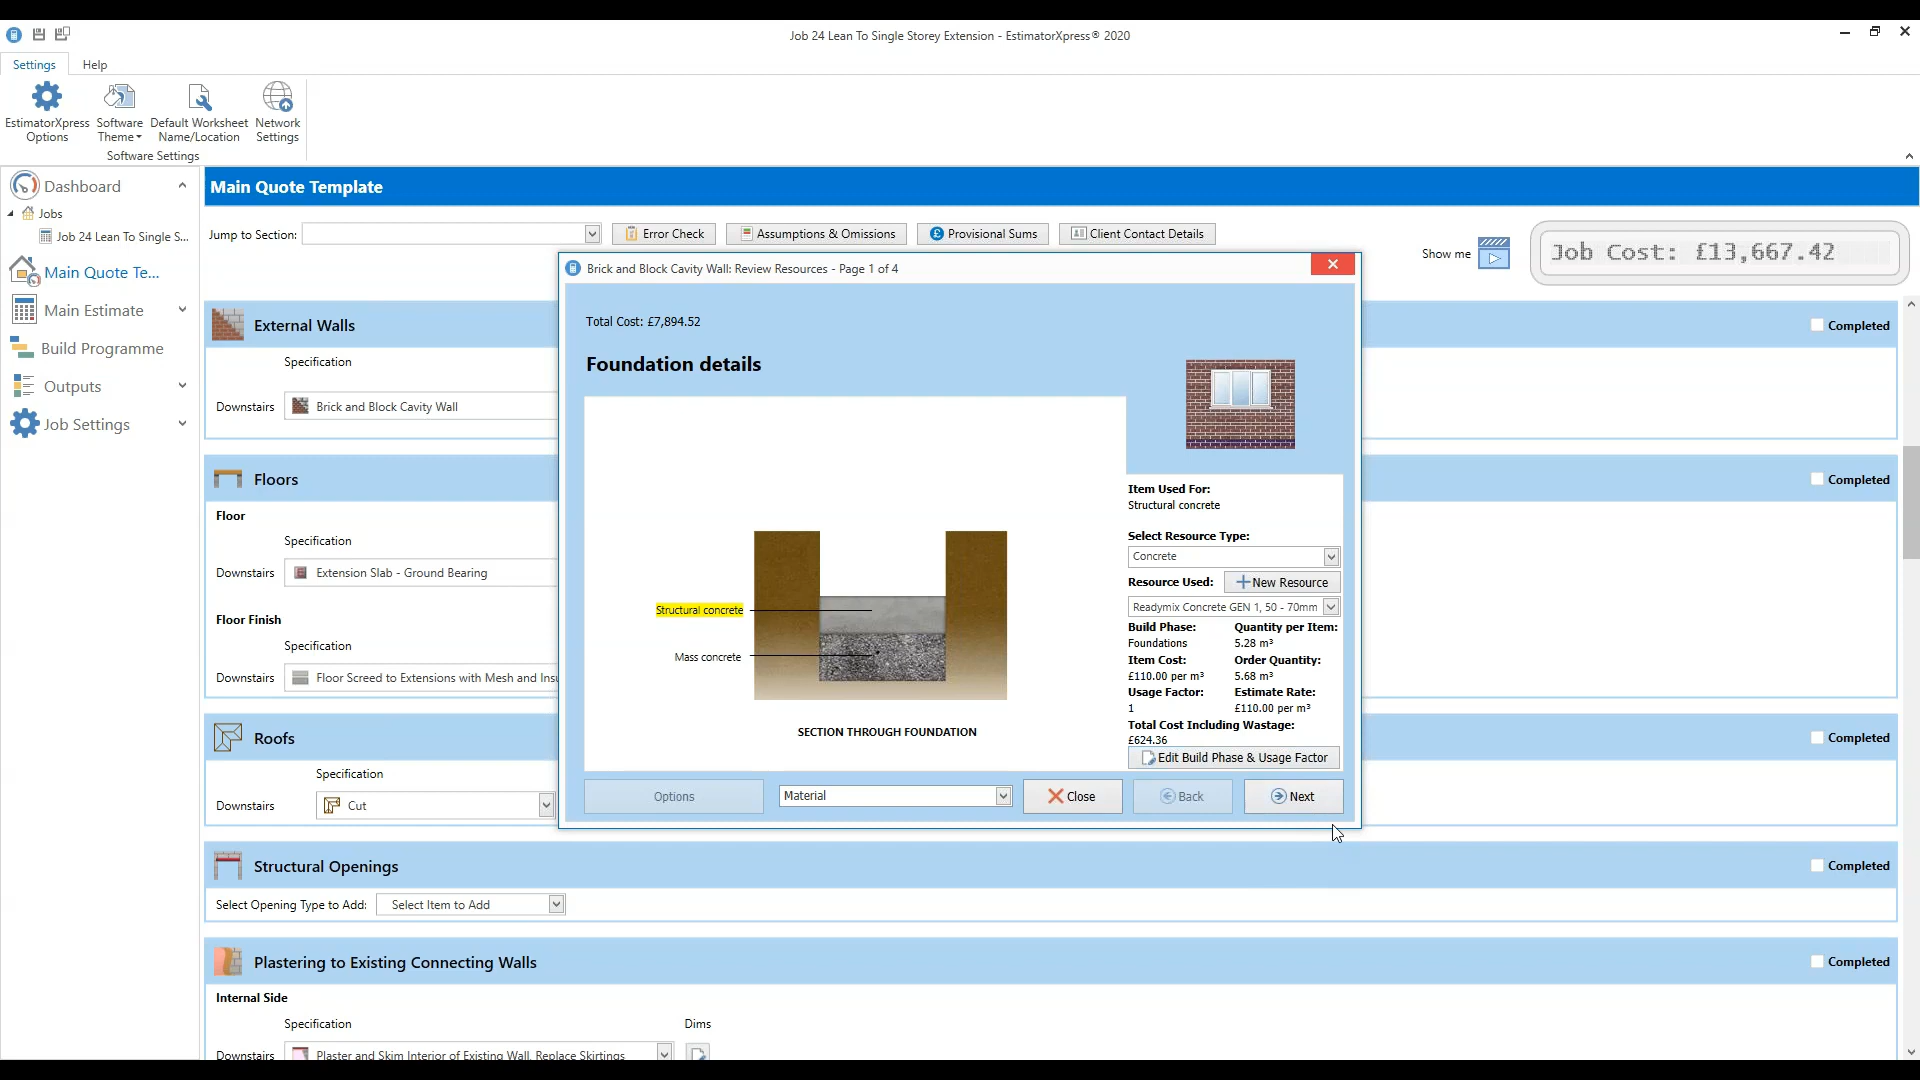 Job 24 Lean To Single Storey Extension - EstimatorXpress® 2020
Settings
Help
EstimatorXpress Options
Software Theme
Default Worksheet Name/Location
Network Settings
Software Settings
Dashboard
Jobs
Job 24 Lean To Single S...
Main Quote Te...
Main Estimate
Build Programme
Outputs
Job Settings
Main Quote Template
Jump to Section:
Error Check
Assumptions & Omissions
Provisional Sums
Client Contact Details
Show me
Job Cost: £13,667.42
External Walls
Completed
Specification
Downstairs
Brick and Block Cavity Wall
Floors
Completed
Floor
Specification
Downstairs
Extension Slab - Ground Bearing
Floor Finish
Specification
Downstairs
Floor Screed to Extensions with Mesh and Insu
Roofs
Completed
Specification
Downstairs
Cut
Structural Openings
Completed
Select Opening Type to Add:
Select Item to Add
Plastering to Existing Connecting Walls
Completed
Internal Side
Specification
Dims
Downstairs
Plaster and Skim Interior of Existing Wall, Replace Skirtings
Brick and Block Cavity Wall: Review Resources - Page 1 of 4
Total Cost: £7,894.52
Foundation details
Structural concrete
Mass concrete
SECTION THROUGH FOUNDATION
Item Used For:
Structural concrete
Select Resource Type:
Concrete
Resource Used:
New Resource
Readymix Concrete GEN 1, 50 - 70mm
Build Phase:
Quantity per Item:
Foundations
5.28 m³
Item Cost:
Order Quantity:
£110.00 per m³
5.68 m³
Usage Factor:
Estimate Rate:
1
£110.00 per m³
Total Cost Including Wastage:
£624.36
Edit Build Phase & Usage Factor
Options
Material
Close
Back
Next